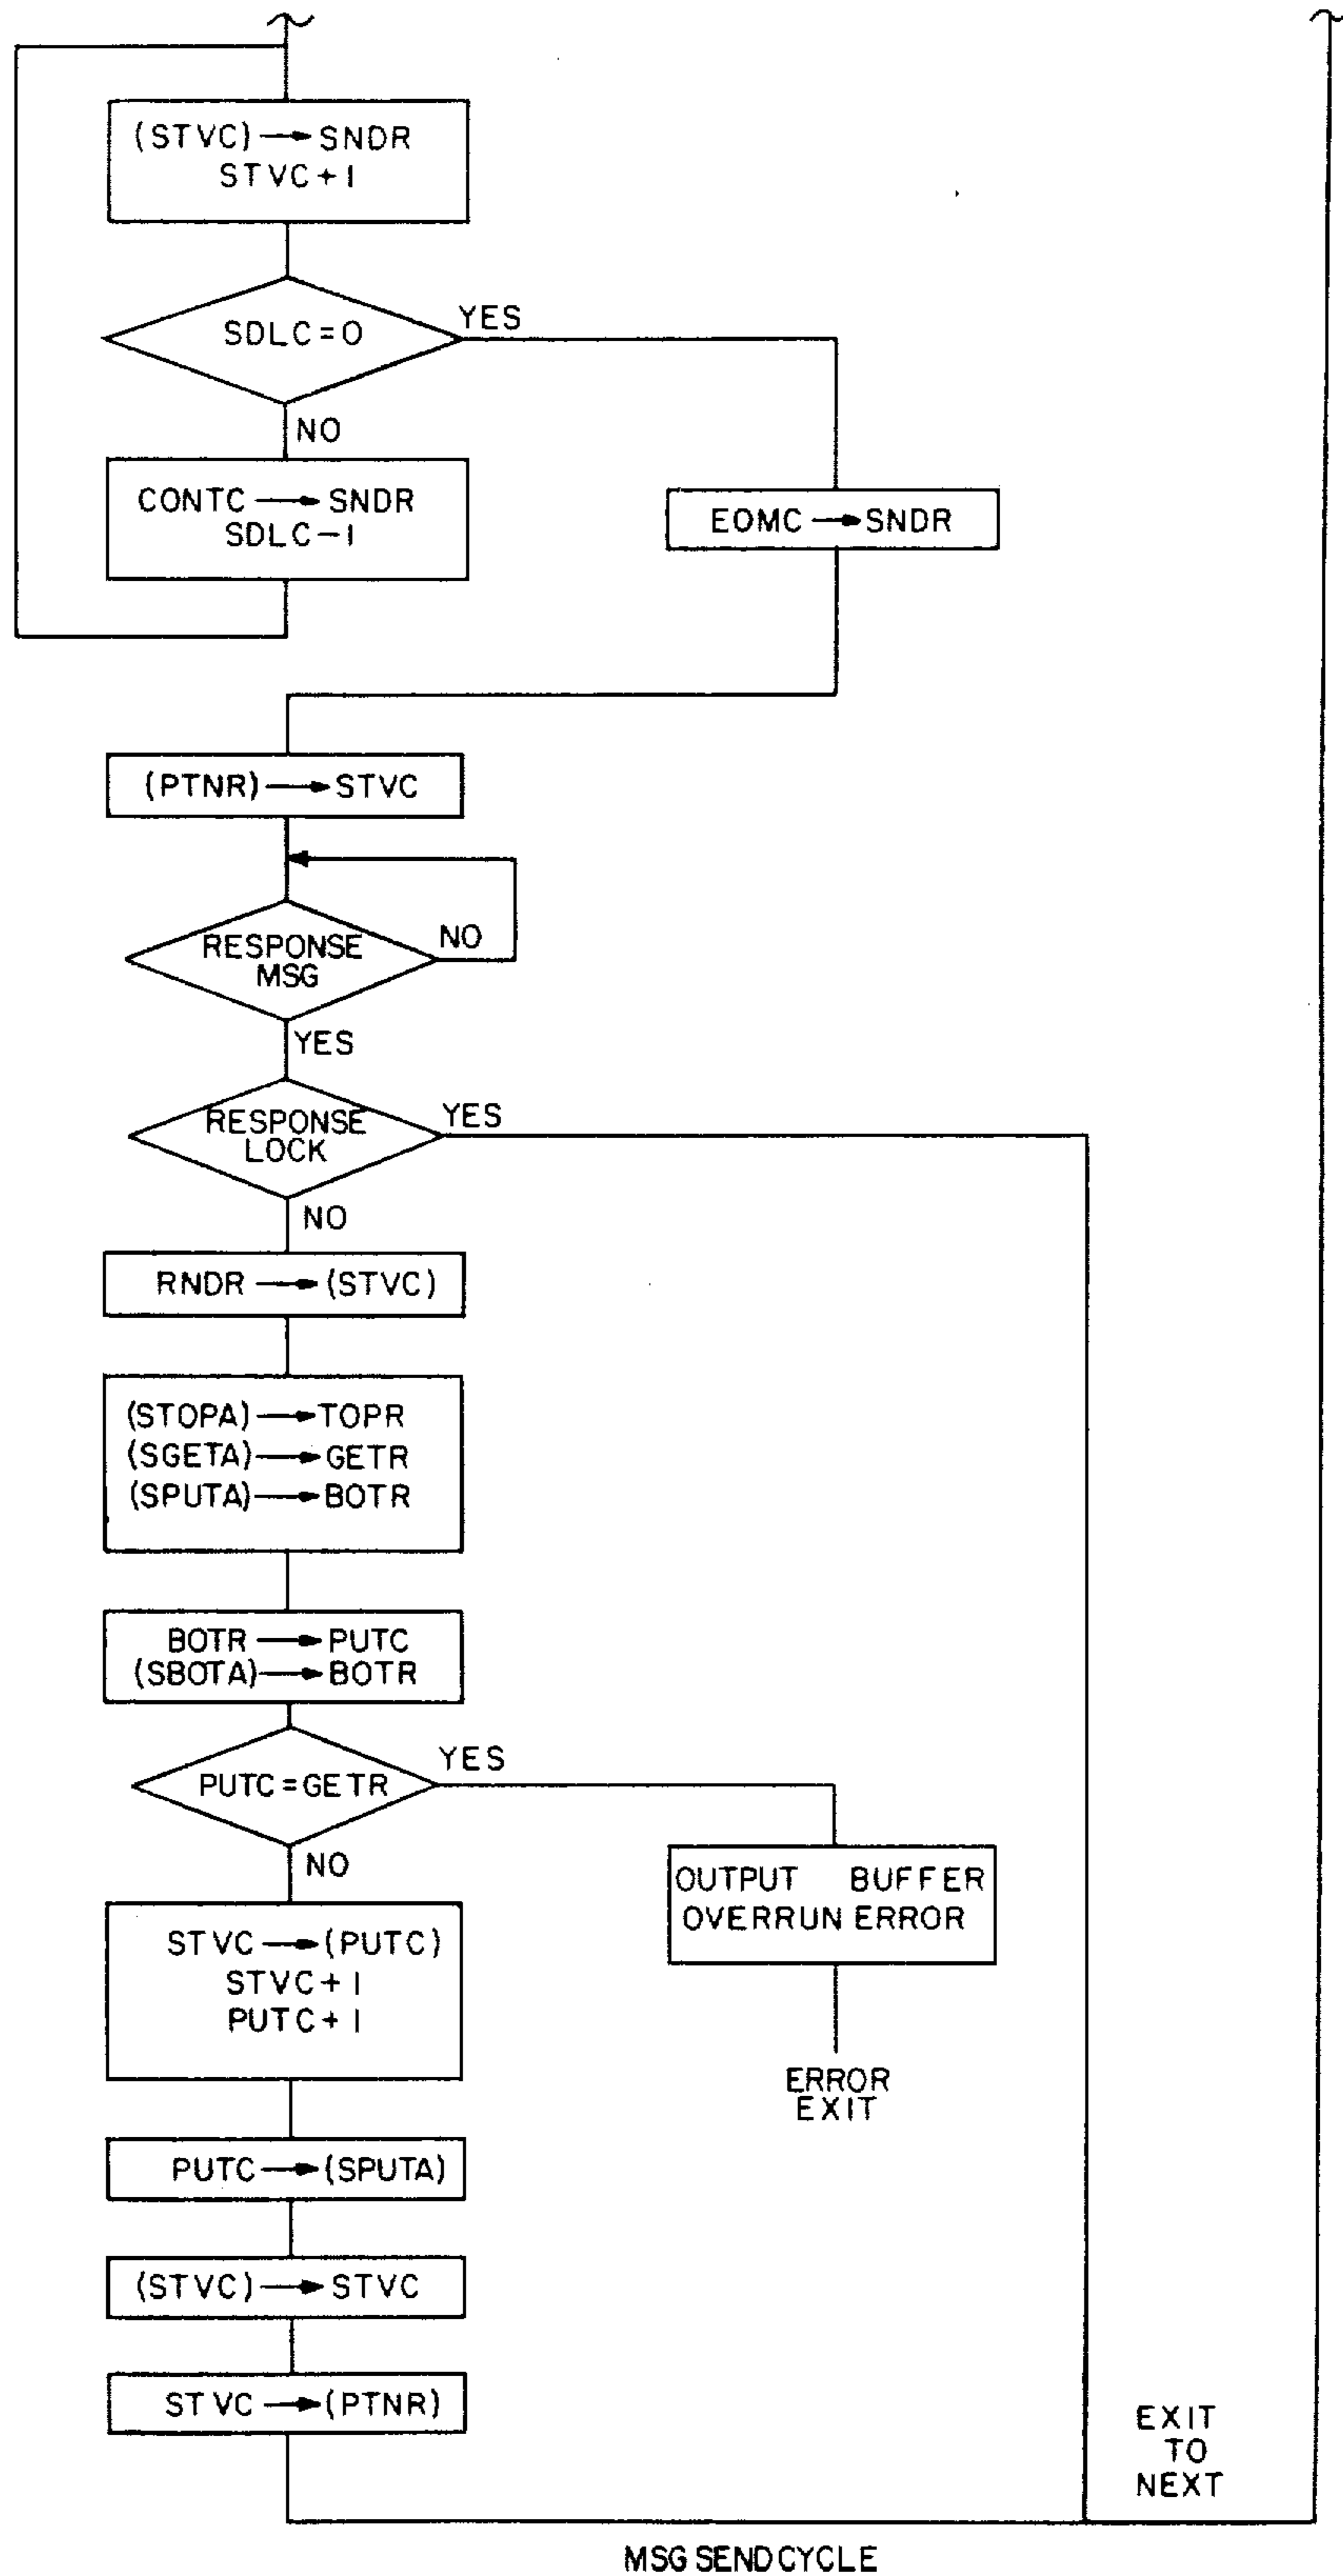 (STVC) → SNDR
STVC + 1
SDLC = 0
YES
NO
CONTC → SNDR
SDLC - 1
EOMC → SNDR
(PTNR) → STVC
RESPONSE
MSG
NO
YES
RESPONSE
LOCK
YES
NO
RNDR → (STVC)
(STOPA) → TOPR
(SGETA) → GETR
(SPUTA) → BOTR
BOTR → PUTC
(SBOTA) → BOTR
PUTC = GETR
YES
NO
OUTPUT BUFFER
OVERRUN ERROR
STVC → (PUTC)
STVC + 1
PUTC + 1
ERROR
EXIT
PUTC → (SPUTA)
(STVC) → STVC
STVC → (PTNR)
EXIT
TO
NEXT
MSG SEND CYCLE